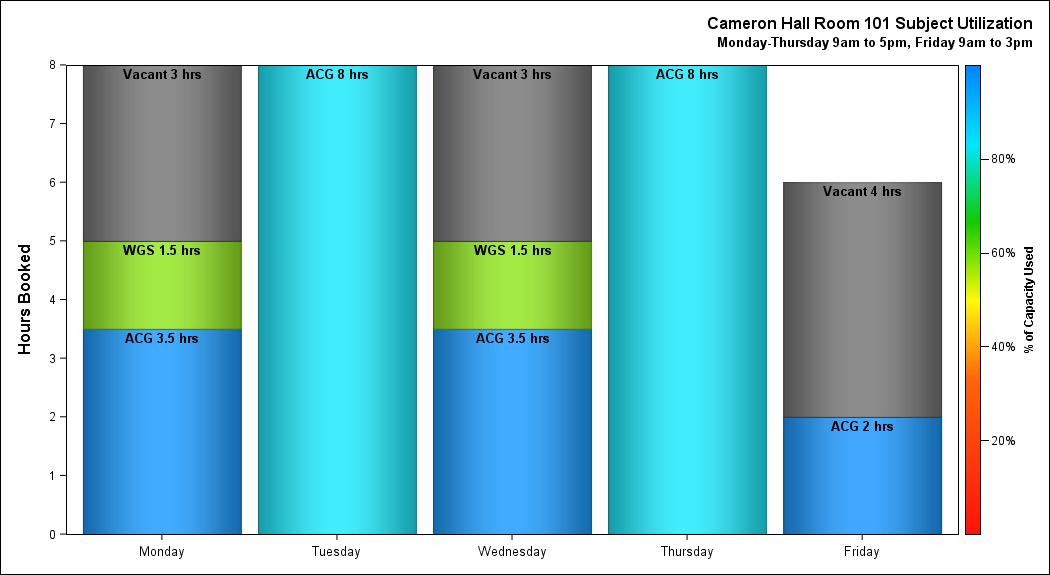 Cameron Hall Room 101 Subject Utilization
Monday-Thursday 9am to 5pm, Friday 9am to 3pm
Hours Booked
8
7
6
5
4
3
2
1
0
Vacant 3 hrs
WGS 1.5 hrs
ACG 3.5 hrs
ACG 8 hrs
Vacant 3 hrs
WGS 1.5 hrs
ACG 3.5 hrs
ACG 8 hrs
Vacant 4 hrs
ACG 2 hrs
Monday
Tuesday
Wednesday
Thursday
Friday
80%
60%
40%
20%
% of Capacity Used